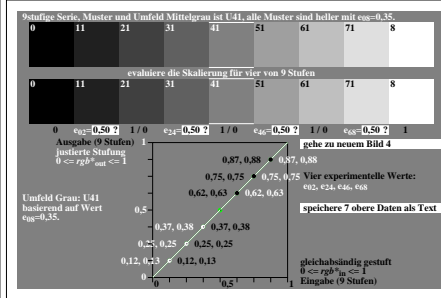 9stufige Serie, Muster und Umfeld Mittelgrau ist U41, alle Muster sind heller mit e08=0,35.
0 11 21 31 41 51 61 71 8
evaluiere die Skalierung für vier von 9 Stufen
0 11 21 31 41 51 61 71 8
0 e02=0,50 ? 1 / 0 e24=0,50 ? 1 / 0 e46=0,50 ? 1 / 0 e68=0,50 ? 1
Ausgabe (9 Stufen) 1
justierte Stufung
0 <= rgb*out <= 1
gehe zu neuem Bild 4
0,87, 0,88 0,87, 0,88
0,75, 0,75 0,75, 0,75
Vier experimentelle Werte:
e02, e24, e46, e68
0,62, 0,63 0,62, 0,63
Umfeld Grau: U41
basierend auf Wert
e08=0,35.
speichere 7 obere Daten als Text
0,37, 0,38 0,37, 0,38
0,25, 0,25 0,25, 0,25
0,12, 0,13 0,12, 0,13
gleichabsändig gestuft
0 <= rgb*in <= 1
Eingabe (9 Stufen)
0
0 0,5 1